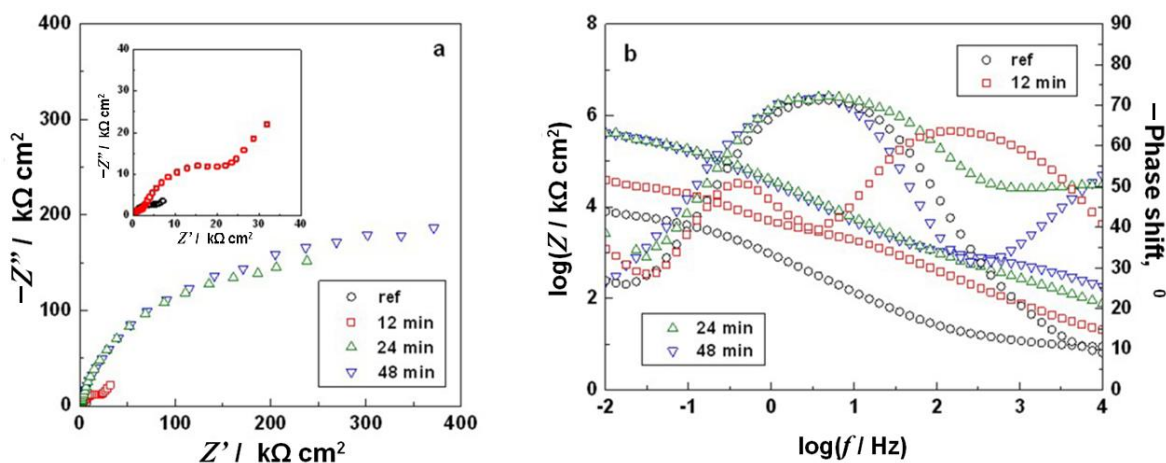 400
300
200
100
0
0
100
200
300
400
−Z″ / kΩ cm²
Z′ / kΩ cm²
a
40
30
20
10
0
0
10
20
30
40
−Z″ / kΩ cm²
Z′ / kΩ cm²
ref
12 min
24 min
48 min
8
6
4
2
0
-2
-1
0
1
2
3
4
log(Z / kΩ cm²)
log(f / Hz)
b
ref
12 min
24 min
48 min
90
80
70
60
50
40
30
20
10
0
−Phase shift, 0